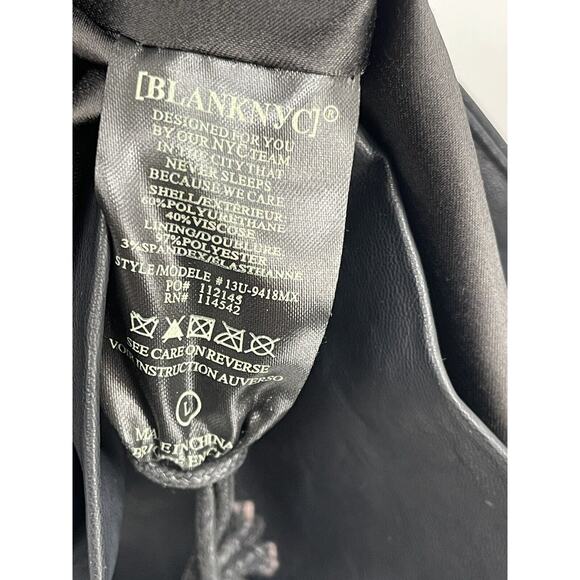 [BLANKNYC]®
DESIGNED FOR YOU
BY OUR NYC TEAM
IN THE CITY THAT
NEVER SLEEPS
BECAUSE WE CARE
SHELL/EXTERIEUR:
60%POLYURETHANE
40%VISCOSE
LINING/DOUBLURE:
97%POLYESTER
3%SPANDEX/ELASTHANNE
STYLE/MODELE #13U-9418MX
PO# 112145
RN# 114542
SEE CARE ON REVERSE
VOIR INSTRUCTION AU VERSO
L
MADE IN CHINA